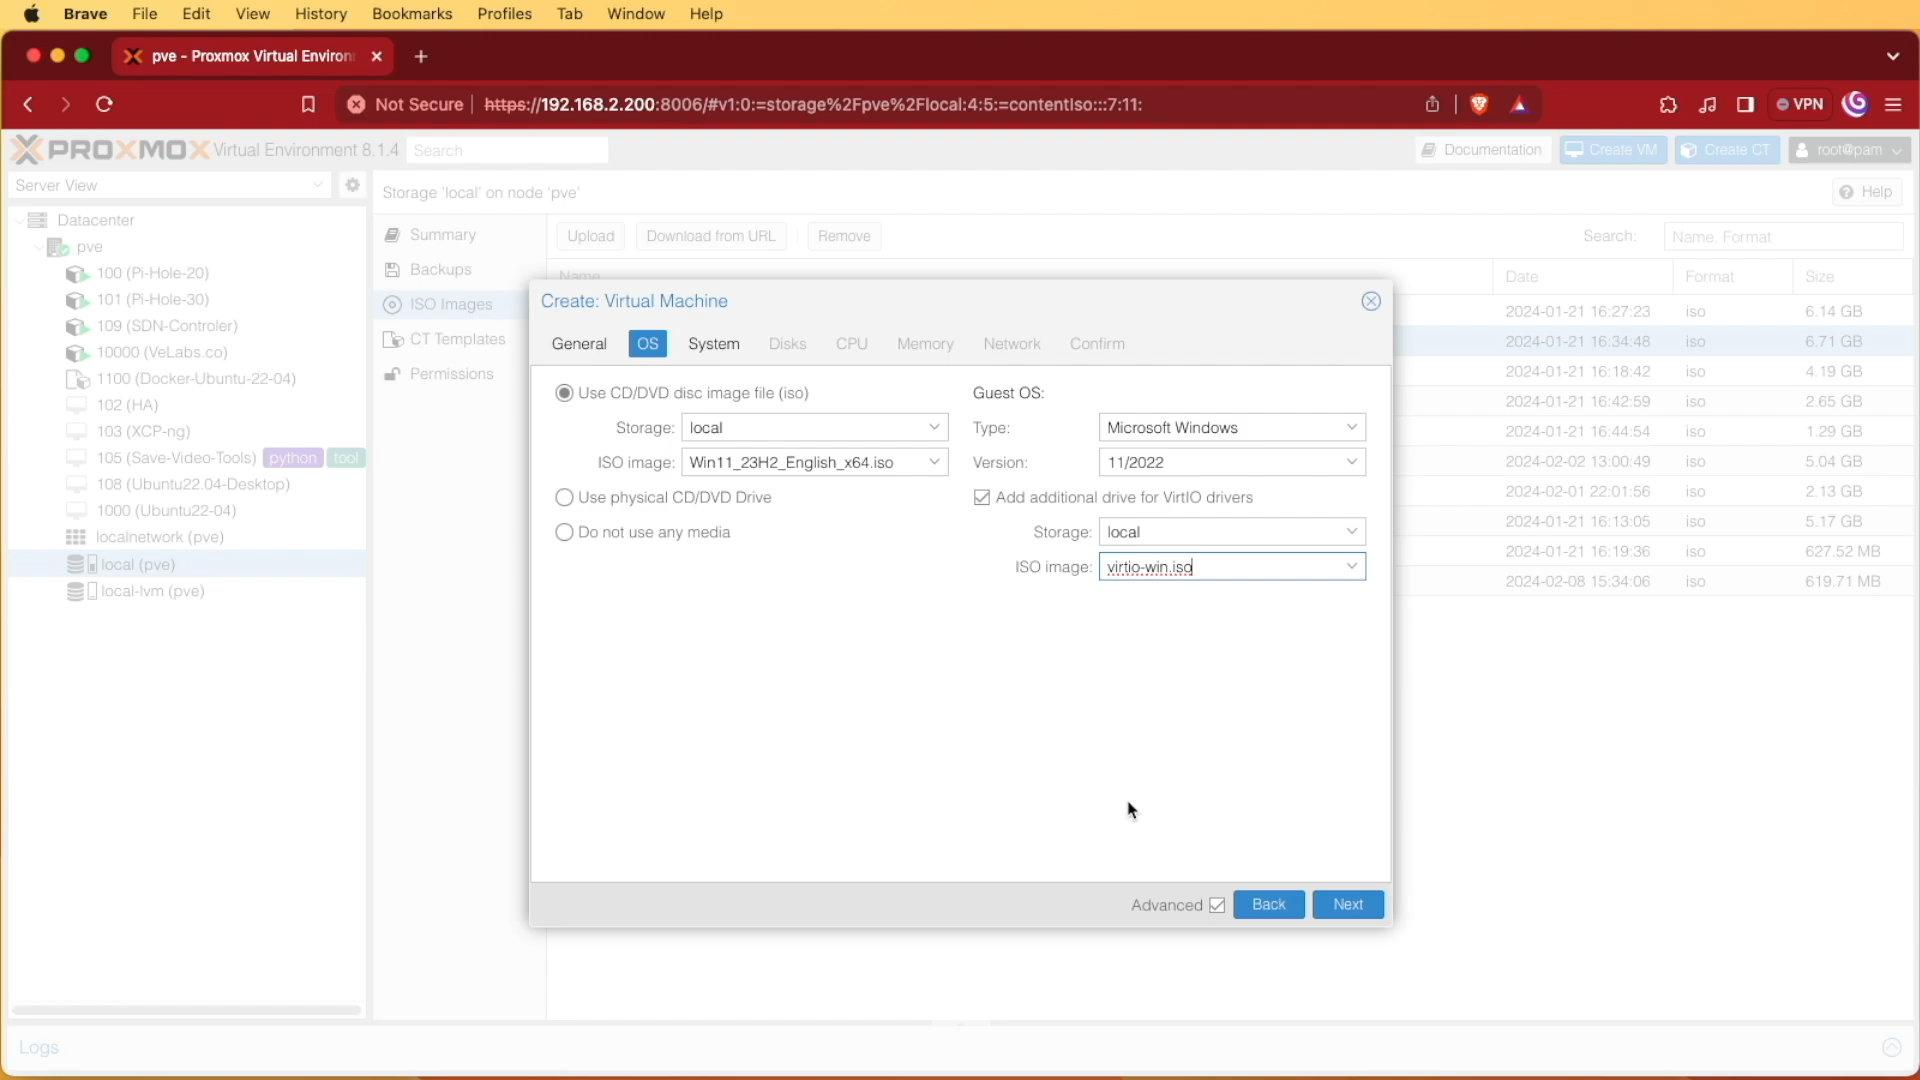 Brave File Edit View History Bookmarks Profiles Tab Window Help
pve - Proxmox Virtual Environ
Not Secure https://192.168.2.200:8006/#v1:0:=storage%2Fpve%2Flocal:4:5:=contentIso:::7:11:
VPN
PROXMOX Virtual Environment 8.1.4 Search Documentation Create VM Create CT root@pam
Server View
Storage 'local' on node 'pve' Help
Datacenter
pve
100 (Pi-Hole-20)
101 (Pi-Hole-30)
109 (SDN-Controler)
10000 (VeLabs.co)
1100 (Docker-Ubuntu-22-04)
102 (HA)
103 (XCP-ng)
105 (Save-Video-Tools) python tool
108 (Ubuntu22.04-Desktop)
1000 (Ubuntu22-04)
localnetwork (pve)
local (pve)
local-lvm (pve)
Summary
Backups
ISO Images
CT Templates
Permissions
Upload Download from URL Remove Search: Name, Format
Name Date Format Size
2024-01-21 16:27:23 iso 6.14 GB
2024-01-21 16:34:48 iso 6.71 GB
2024-01-21 16:18:42 iso 4.19 GB
2024-01-21 16:42:59 iso 2.65 GB
2024-01-21 16:44:54 iso 1.29 GB
2024-02-02 13:00:49 iso 5.04 GB
2024-02-01 22:01:56 iso 2.13 GB
2024-01-21 16:13:05 iso 5.17 GB
2024-01-21 16:19:36 iso 627.52 MB
2024-02-08 15:34:06 iso 619.71 MB
Create: Virtual Machine
General OS System Disks CPU Memory Network Confirm
Use CD/DVD disc image file (iso)
Storage: local
ISO image: Win11_23H2_English_x64.iso
Use physical CD/DVD Drive
Do not use any media
Guest OS:
Type: Microsoft Windows
Version: 11/2022
Add additional drive for VirtIO drivers
Storage: local
ISO image: virtio-win.iso
Advanced Back Next
Logs